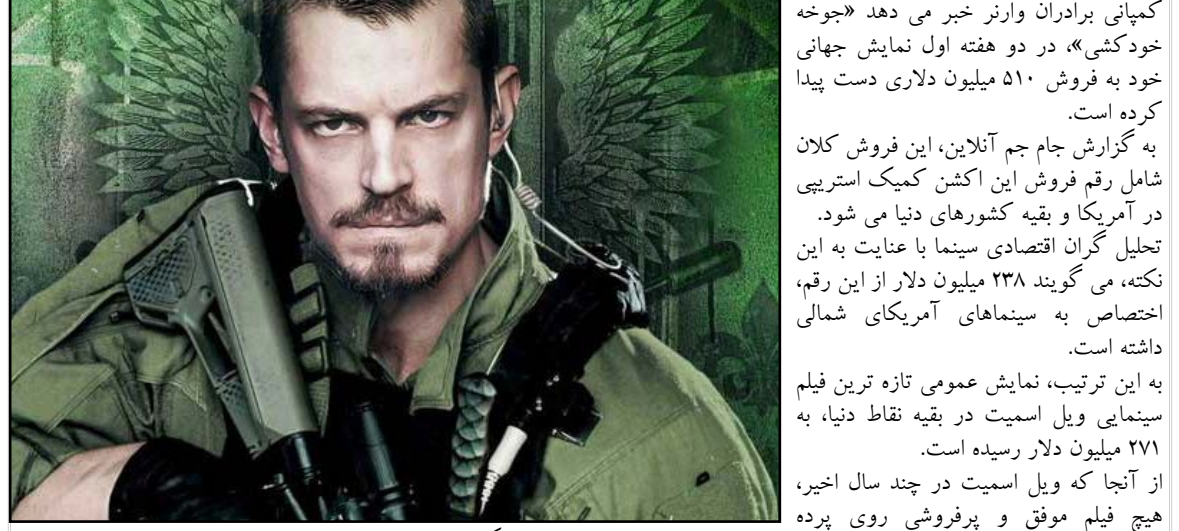 کمپانی برادران وارنر خبر می دهد «جوخه
خودکشی»، در دو هفته اول نمایش جهانی
خود به فروش ۵۱۰ میلیون دلاری دست پیدا
کرده است.
به گزارش جام جم آنلاین، این فروش کلان
شامل رقم فروش این اکشن کمیک استریپی
در آمریکا و بقیه کشورهای دنیا می شود.
تحلیل گران اقتصادی سینما با عنایت به این
نکته، می گویند ۲۳۸ میلیون دلار از این رقم،
اختصاص به سینماهای آمریکای شمالی
داشته است.
به این ترتیب، نمایش عمومی تازه ترین فیلم
سینمایی ویل اسمیت در بقیه نقاط دنیا، به
۲۷۱ میلیون دلار رسیده است.
از آنجا که ویل اسمیت در چند سال اخیر،
هیچ فیلم موفق و پرفروشی روی پرده